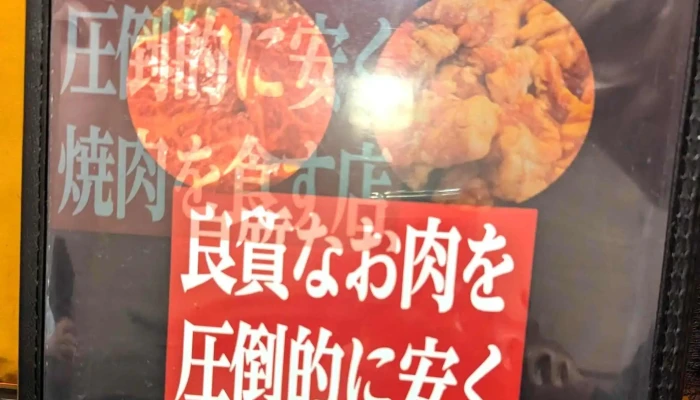 圧倒的に安く
焼肉を食す店
良質なお肉を
圧倒的に安く